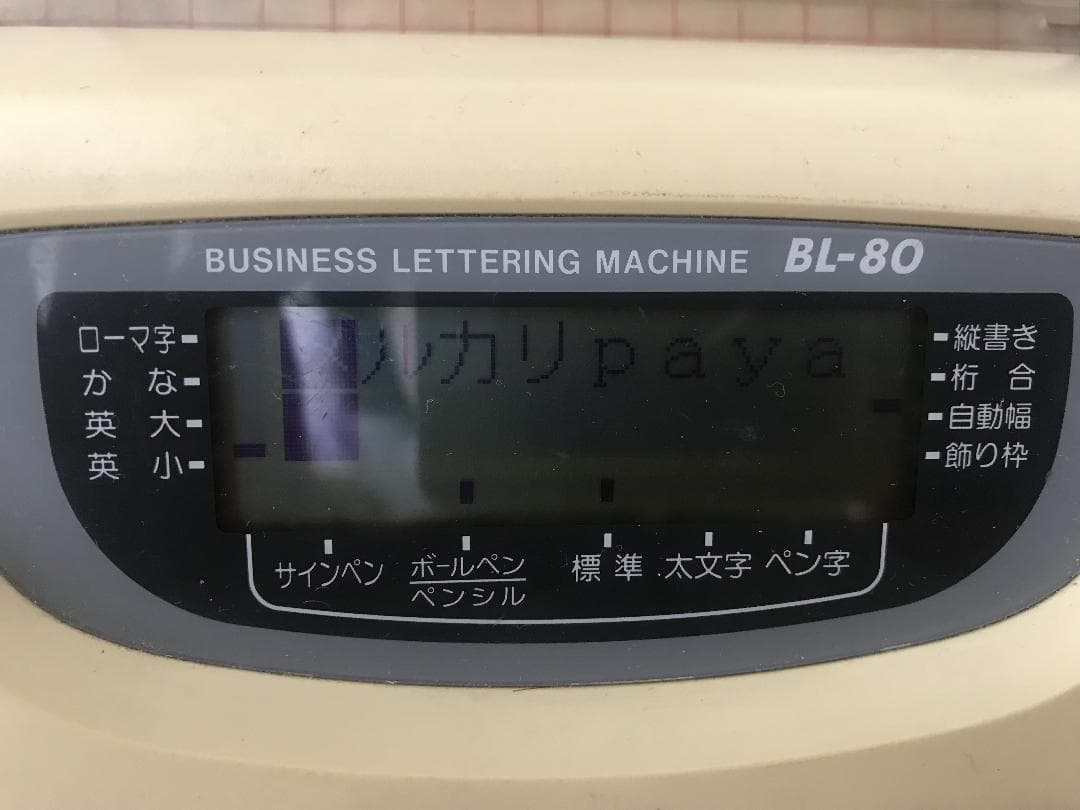 BUSINESS LETTERING MACHINE BL-80
メルカリpaya
ローマ字
かな
英大
英小
縦書き
桁合
自動幅
飾り枠
サインペン
ボールペン
ペンシル
標準
太文字
ペン字